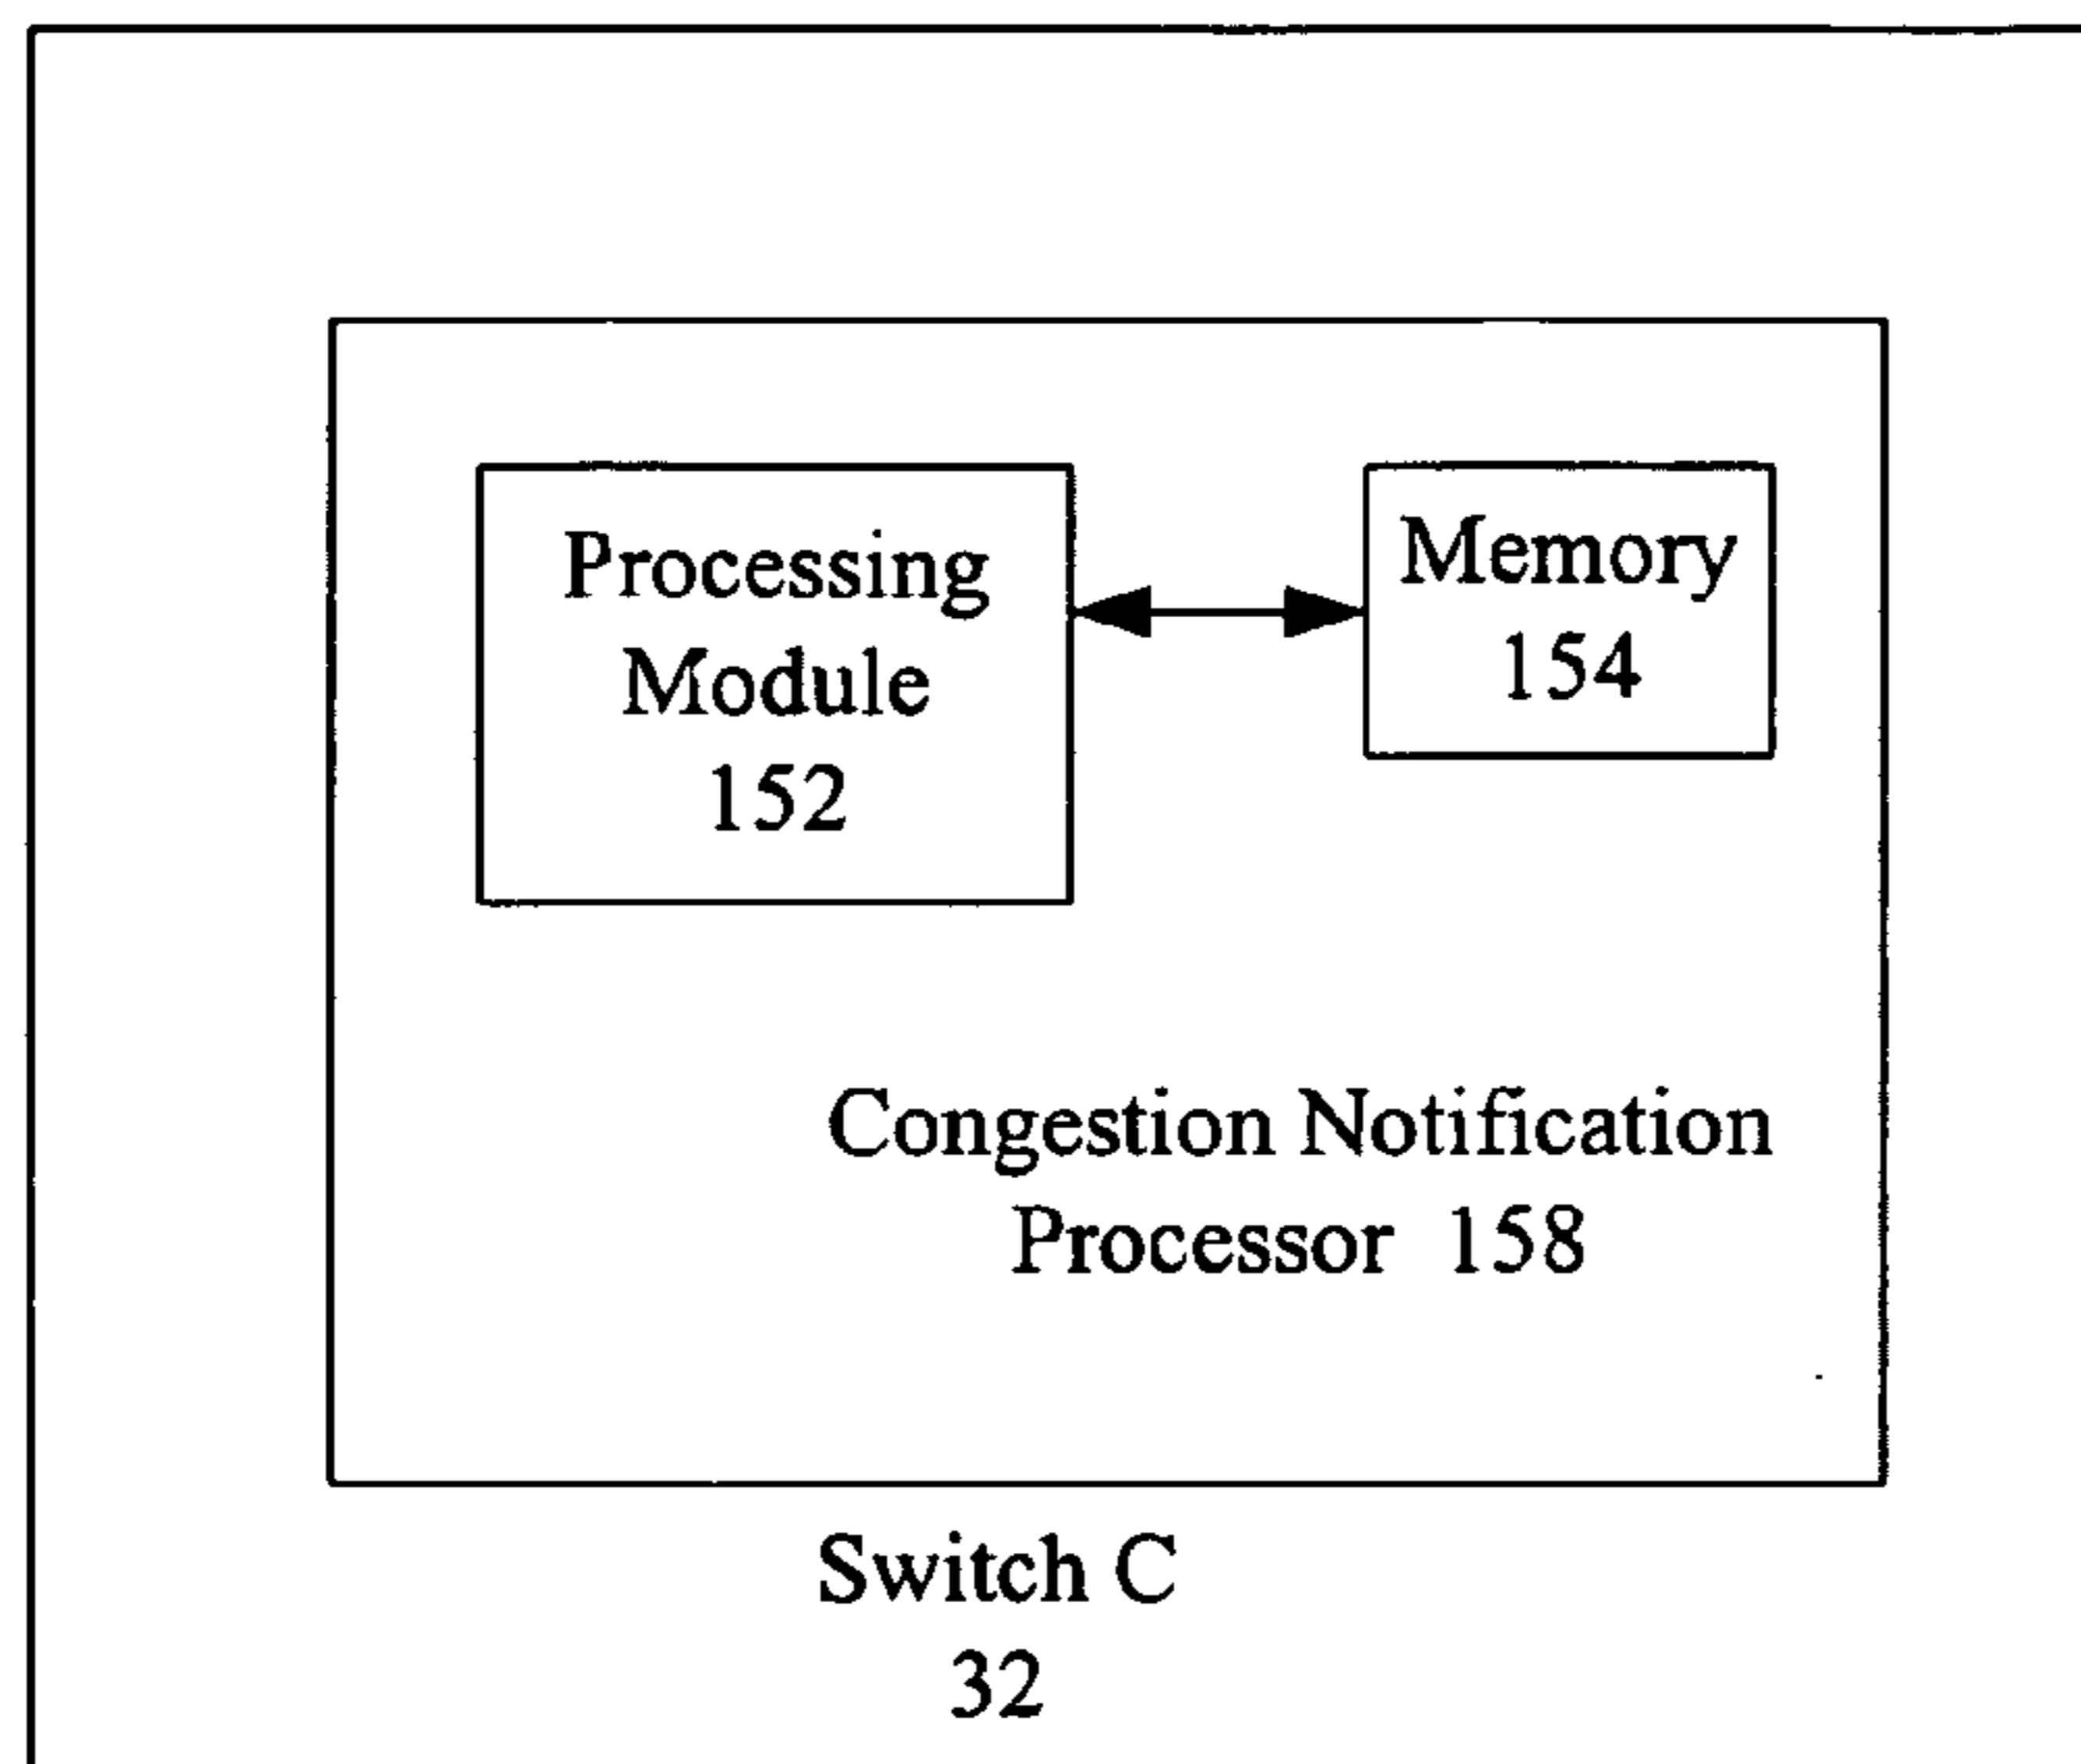 Processing
Module
152
Memory
154
Congestion Notification
Processor 158
Switch C
32